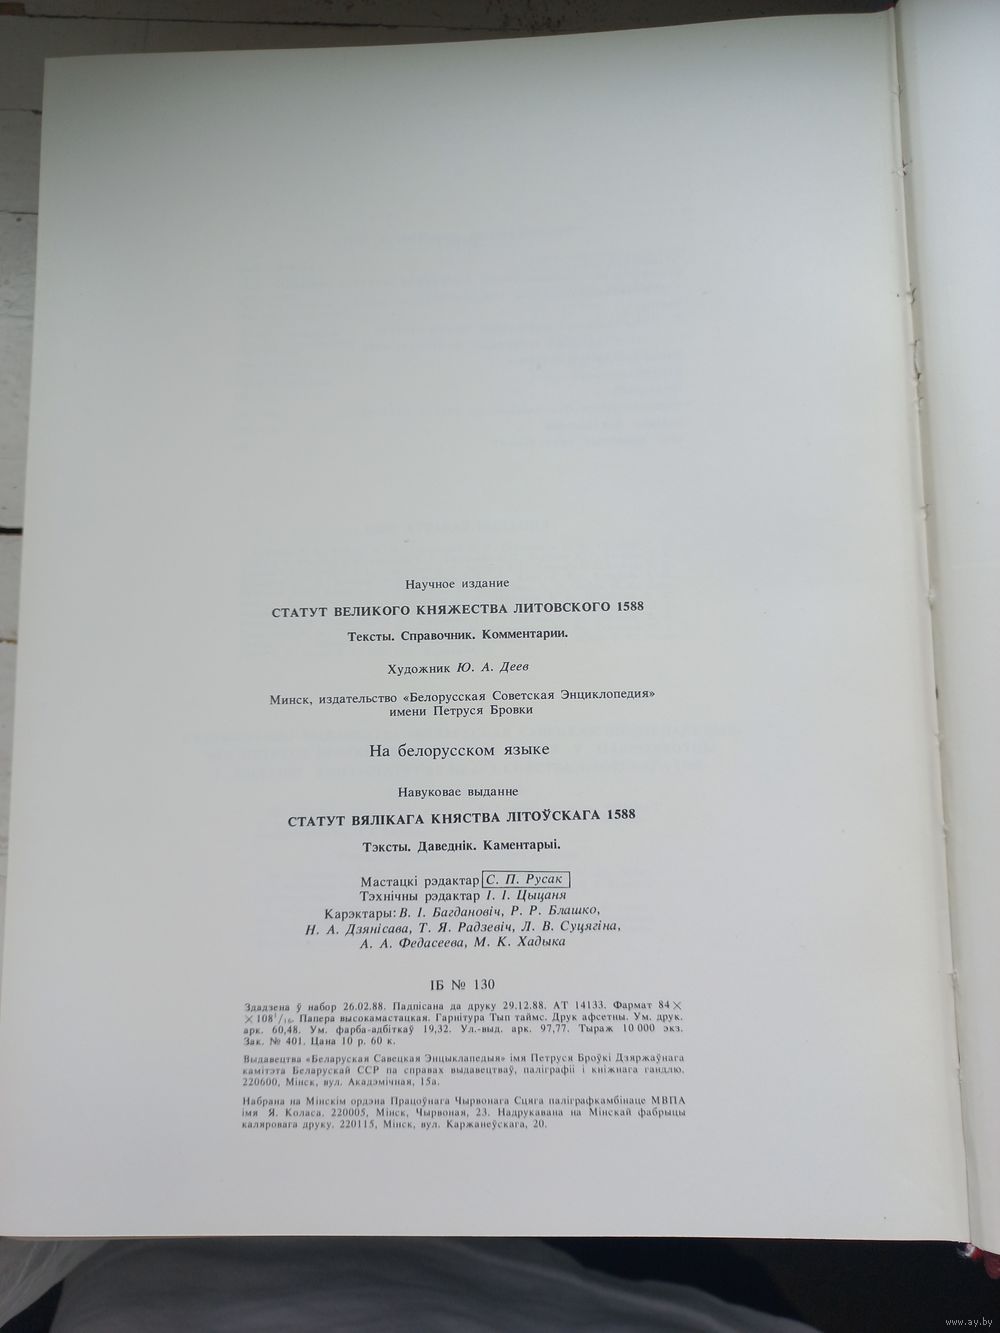 Научное издание
СТАТУТ ВЕЛИКОГО КНЯЖЕСТВА ЛИТОВСКОГО 1588
Тексты. Справочник. Комментарии.
Художник Ю. А. Деев
Минск, издательство «Белорусская Советская Энциклопедия»
имени Петруся Бровки
На белорусском языке
Навуковае выданне
СТАТУТ ВЯЛІКАГА КНЯСТВА ЛІТОЎСКАГА 1588
Тэксты. Даведнік. Каментарыі.
Мастацкі рэдактар С. П. Русак
Тэхнічны рэдактар І. І. Цыцаня
Карэктары: В. І. Багдановіч, Р. Р. Блашко,
Н. А. Дзянісава, Т. Я. Радзевіч, Л. В. Суцягіна,
А. А. Федасеева, М. К. Хадыка
ІБ № 130
Здадзена ў набор 26.02.88. Падпісана да друку 29.12.88. АТ 14133. Фармат 84×
×108¹/₁₆. Папера высокамастацкая. Гарнітура Тып таймс. Друк афсетны. Ум. друк.
арк. 60,48. Ум. фарба-адбіткаў 19,32. Ул.-выд. арк. 97,77. Тыраж 10 000 экз.
Зак. № 401. Цана 10 р. 60 к.
Выдавецтва «Беларуская Савецкая Энцыклапедыя» імя Петруся Броўкі Дзяржаўнага
камітэта Беларускай ССР па справах выдавецтваў, паліграфіі і кніжнага гандлю.
220600, Мінск, вул. Акадэмічная, 15а.
Набрана на Мінскім ордэна Працоўнага Чырвонага Сцяга паліграфкамбінаце МВПА
імя Я. Коласа. 220005, Мінск, Чырвоная, 23. Надрукавана на Мінскай фабрыцы
каляровага друку. 220115, Мінск, вул. Каржанеўскага, 20.
www.ay.by